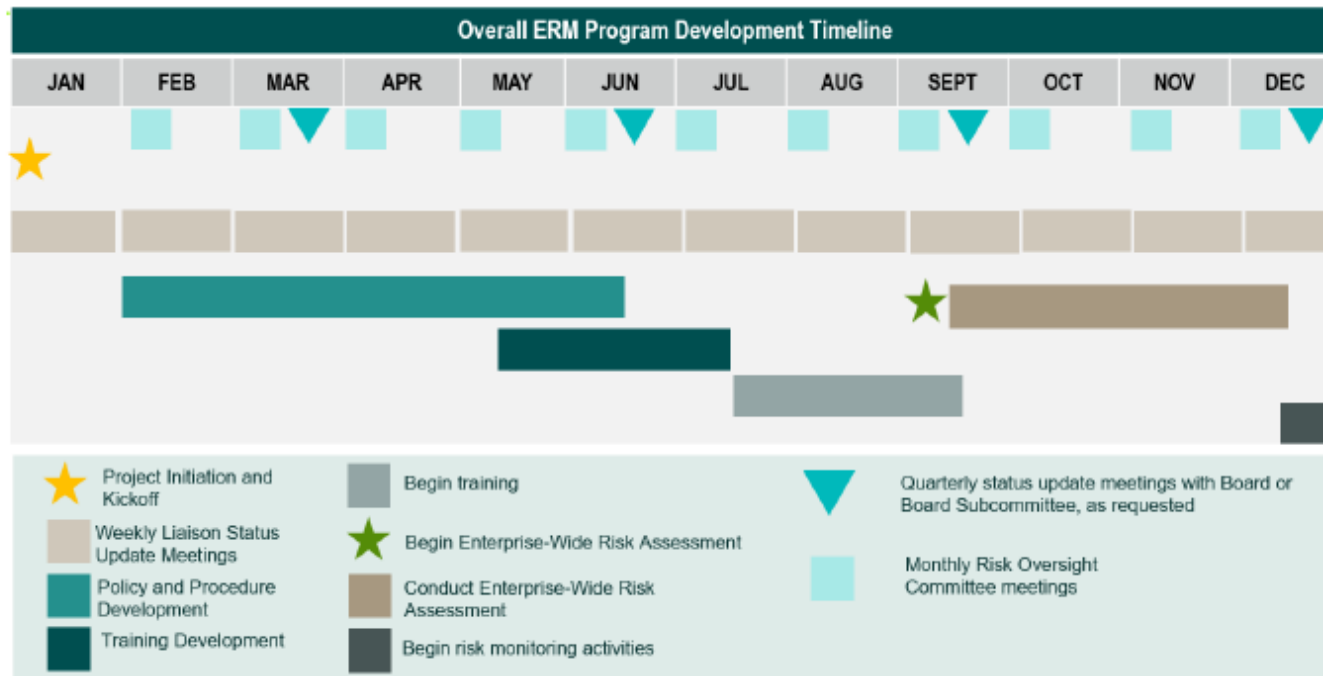 Overall ERM Program Development Timeline
JAN FEB MAR APR MAY JUN JUL AUG SEPT OCT NOV DEC
Project Initiation and
Kickoff
Weekly Liaison Status
Update Meetings
Policy and Procedure
Development
Training Development
Begin training
Begin Enterprise-Wide Risk Assessment
Conduct Enterprise-Wide Risk
Assessment
Begin risk monitoring activities
Quarterly status update meetings with Board or
Board Subcommittee, as requested
Monthly Risk Oversight
Committee meetings